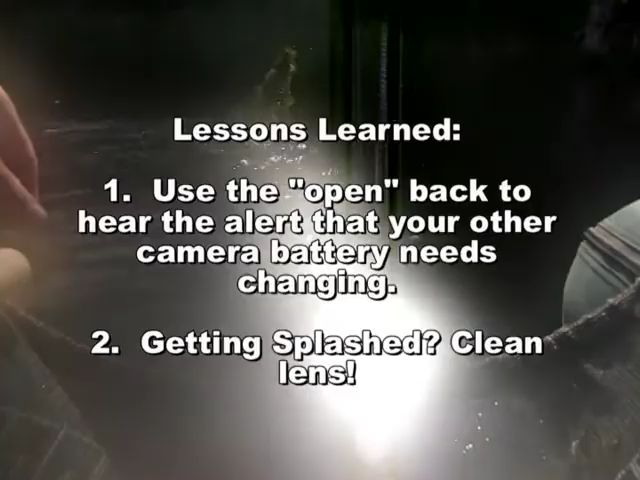 Lessons Learned:
1. Use the "open" back to
hear the alert that your other
camera battery needs
changing.
2. Getting Splashed? Clean
lens!